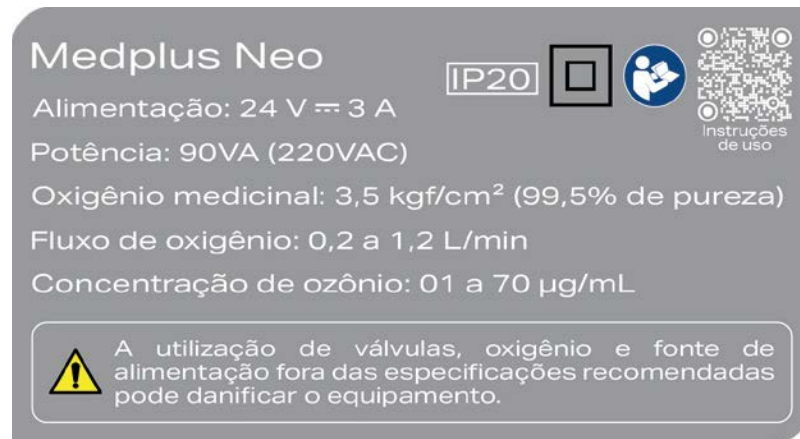 Medplus Neo
IP20
Instruções
de uso
Alimentação: 24 V ⎓ 3 A
Potência: 90VA (220VAC)
Oxigênio medicinal: 3,5 kgf/cm² (99,5% de pureza)
Fluxo de oxigênio: 0,2 a 1,2 L/min
Concentração de ozônio: 01 a 70 µg/mL
A utilização de válvulas, oxigênio e fonte de
alimentação fora das especificações recomendadas
pode danificar o equipamento.